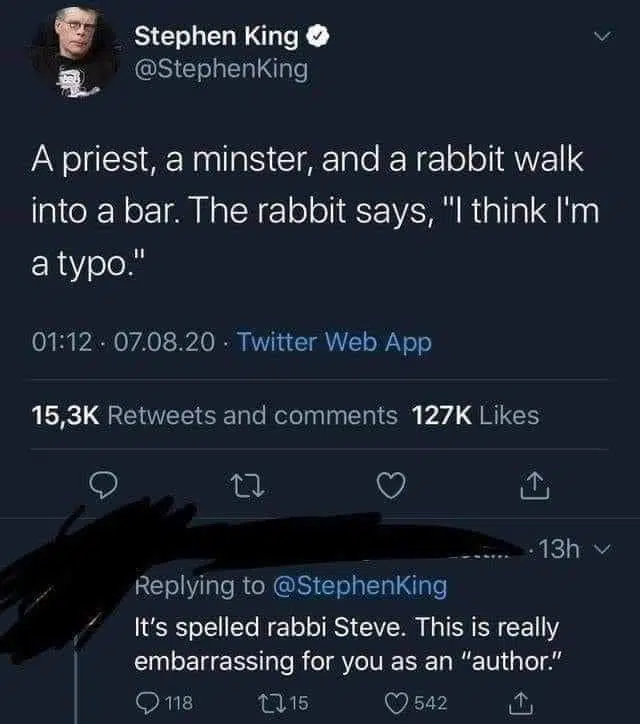 Stephen King
@StephenKing
A priest, a minster, and a rabbit walk
into a bar. The rabbit says, "I think I'm
a typo."
01:12 · 07.08.20 · Twitter Web App
15,3K Retweets and comments 127K Likes
· 13h
Replying to @StephenKing
It's spelled rabbi Steve. This is really
embarrassing for you as an “author.”
118 15 542